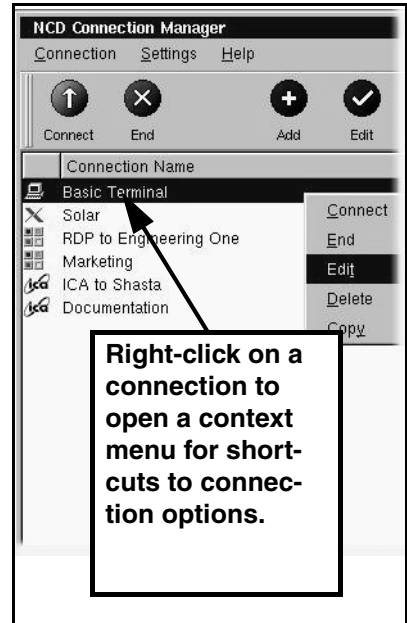 NCD Connection Manager
Connection Settings Help
Connect End Add Edit
Connection Name
Basic Terminal
Solar
RDP to Engineering One
Marketing
ICA to Shasta
Documentation
Connect
End
Edit
Delete
Copy
Right-click on a
connection to
open a context
menu for short-
cuts to connec-
tion options.